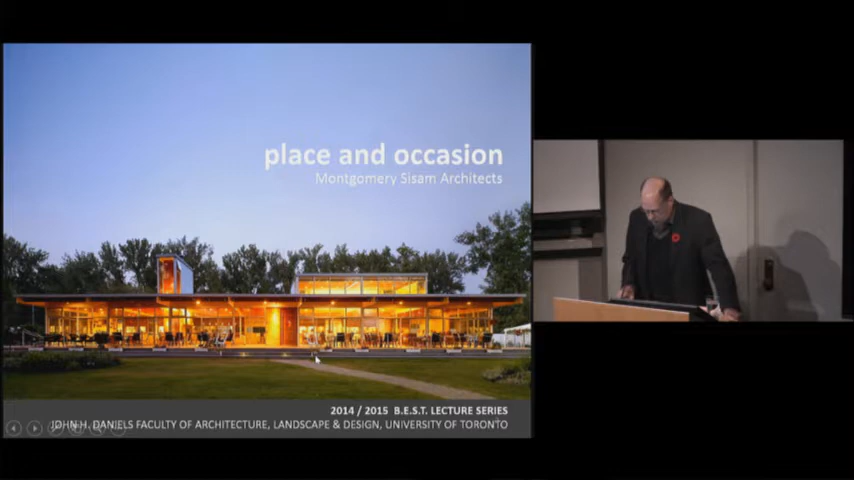 place and occasion
Montgomery Sisam Architects
2014 / 2015 B.E.S.T. LECTURE SERIES
JOHN H. DANIELS FACULTY OF ARCHITECTURE, LANDSCAPE & DESIGN, UNIVERSITY OF TORONTO